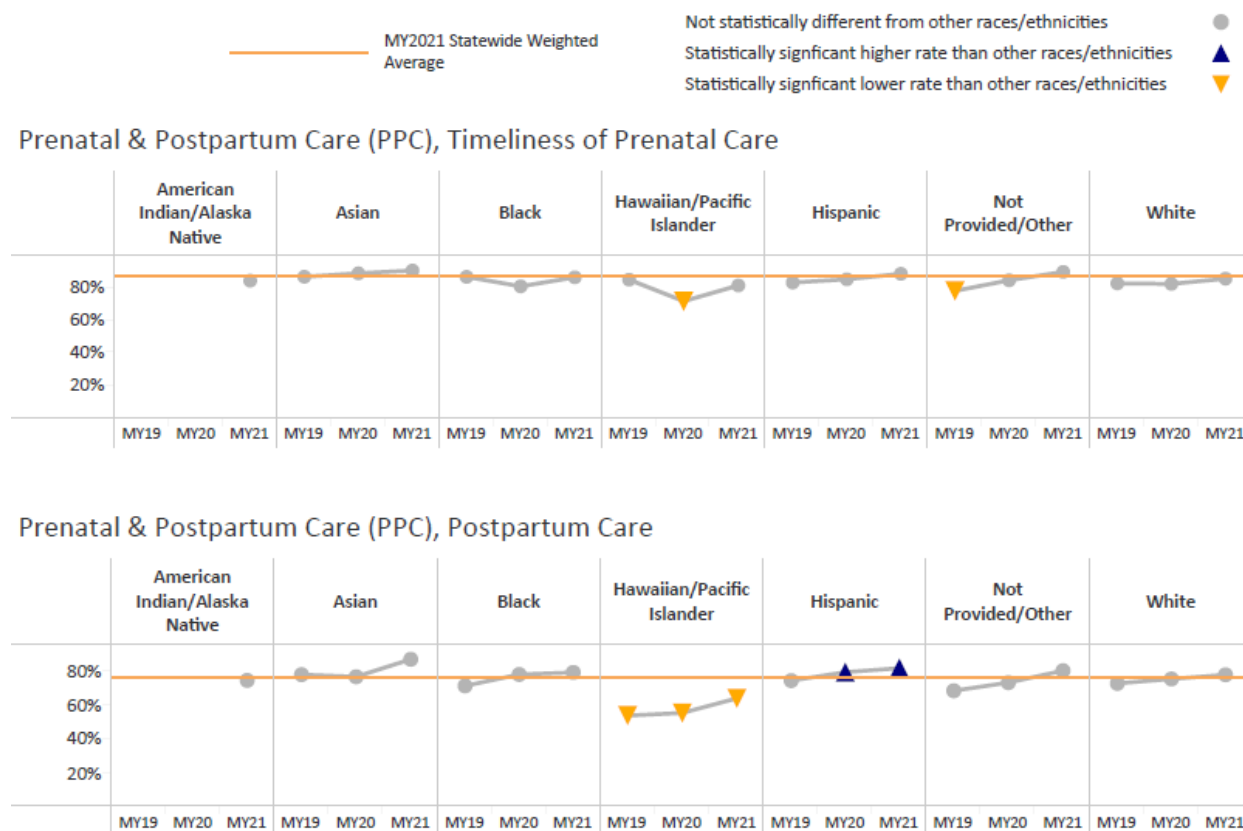 MY2021 Statewide Weighted
Average
Not statistically different from other races/ethnicities
Statistically signficant higher rate than other races/ethnicities
Statistically signficant lower rate than other races/ethnicities
Prenatal & Postpartum Care (PPC), Timeliness of Prenatal Care
American
Indian/Alaska
Native
Asian
Black
Hawaiian/Pacific
Islander
Hispanic
Not
Provided/Other
White
80%
60%
40%
20%
MY19 MY20 MY21 MY19 MY20 MY21 MY19 MY20 MY21 MY19 MY20 MY21 MY19 MY20 MY21 MY19 MY20 MY21 MY19 MY20 MY21
Prenatal & Postpartum Care (PPC), Postpartum Care
American
Indian/Alaska
Native
Asian
Black
Hawaiian/Pacific
Islander
Hispanic
Not
Provided/Other
White
80%
60%
40%
20%
MY19 MY20 MY21 MY19 MY20 MY21 MY19 MY20 MY21 MY19 MY20 MY21 MY19 MY20 MY21 MY19 MY20 MY21 MY19 MY20 MY21